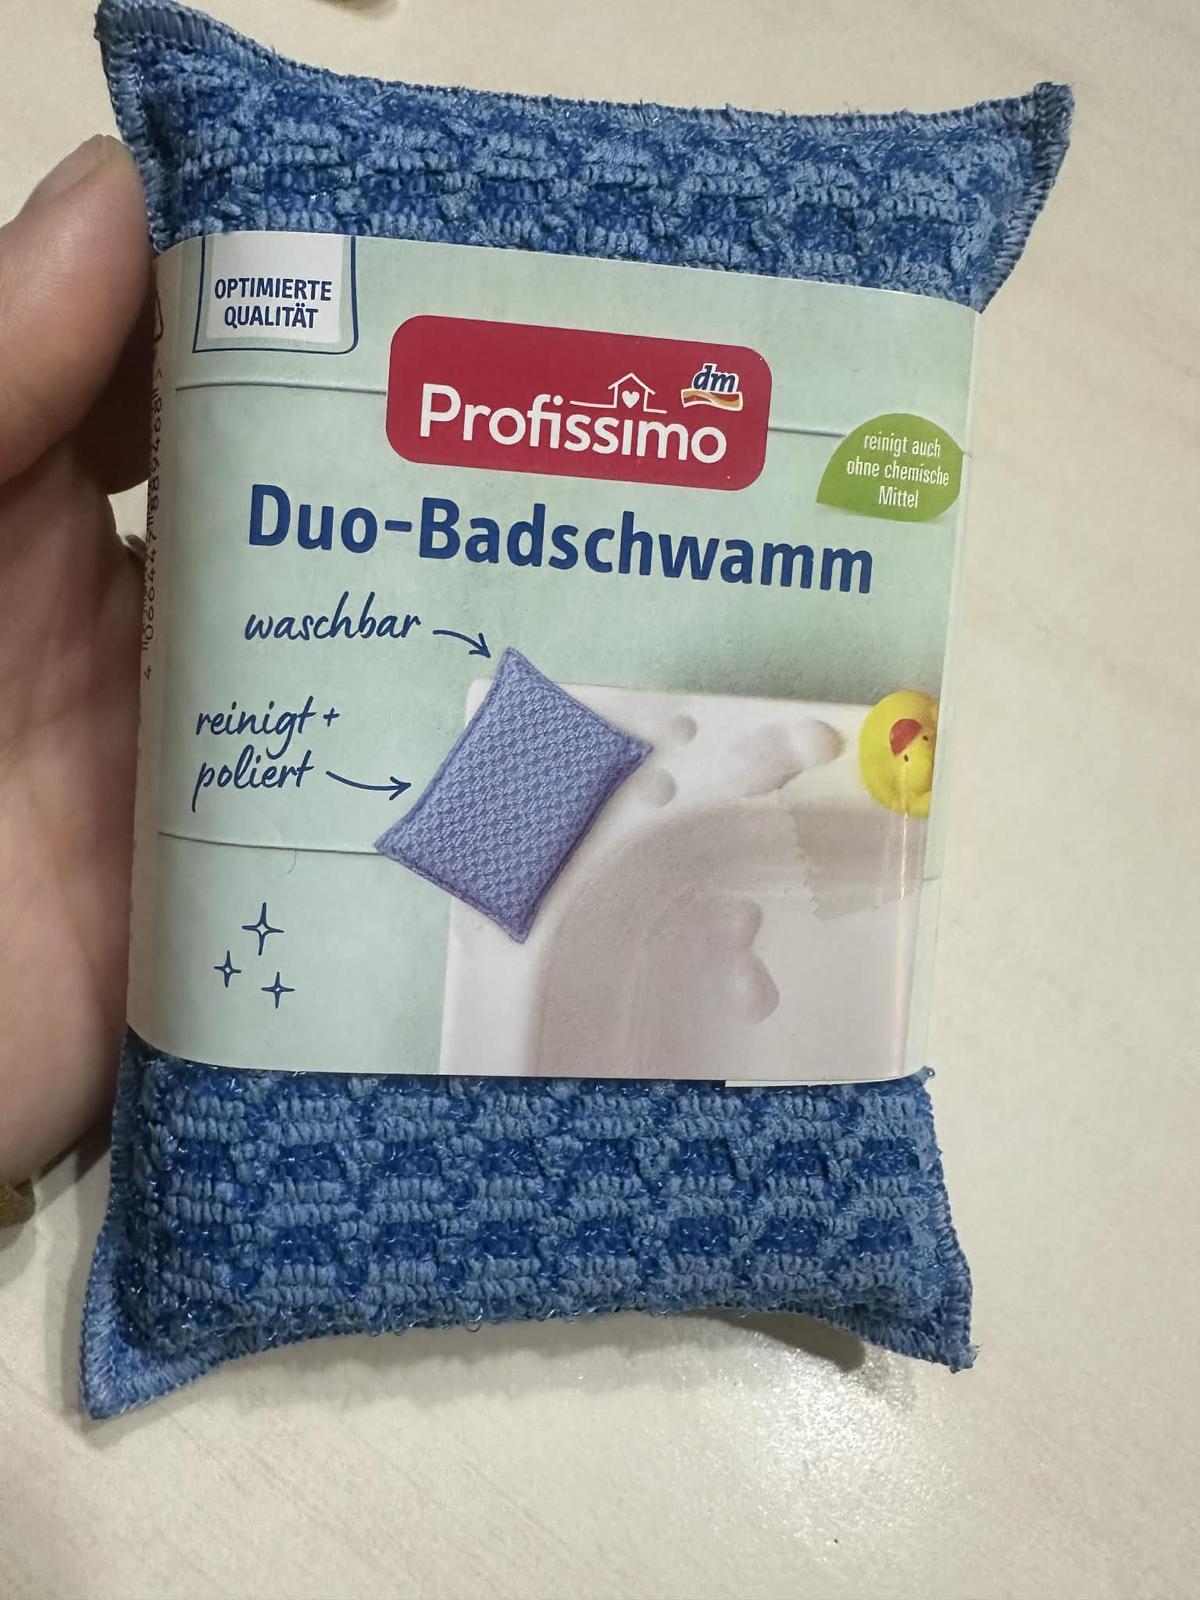 OPTIMIERTE
QUALITÄT
dm
Profissimo
reinigt auch
ohne chemische
Mittel
Duo-Badschwamm
waschbar
reinigt +
poliert